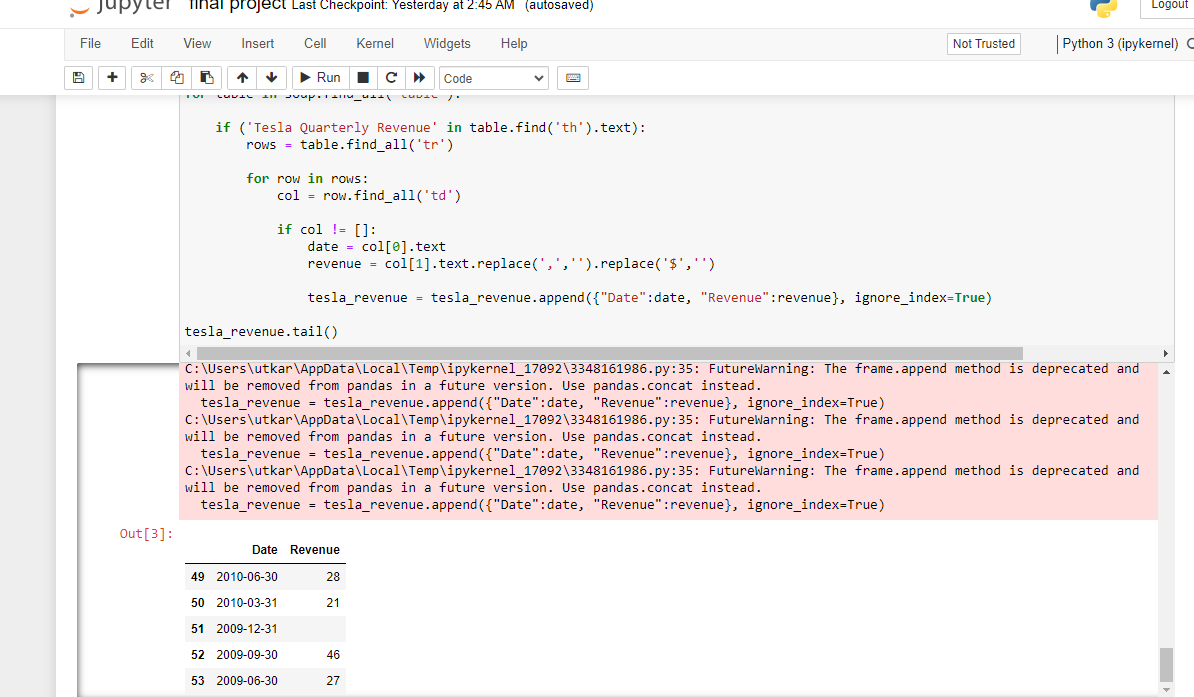 jupyter final project Last Checkpoint: Yesterday at 2:45 AM (autosaved)
Logout
File Edit View Insert Cell Kernel Widgets Help
Not Trusted
Python 3 (ipykernel)
Run
Code
for table in soup.find_all('table'):
if ('Tesla Quarterly Revenue' in table.find('th').text):
rows = table.find_all('tr')
for row in rows:
col = row.find_all('td')
if col != []:
date = col[0].text
revenue = col[1].text.replace(',','').replace('$','')
tesla_revenue = tesla_revenue.append({"Date":date, "Revenue":revenue}, ignore_index=True)
tesla_revenue.tail()
C:\Users\utkar\AppData\Local\Temp\ipykernel_17092\3348161986.py:35: FutureWarning: The frame.append method is deprecated and
will be removed from pandas in a future version. Use pandas.concat instead.
tesla_revenue = tesla_revenue.append({"Date":date, "Revenue":revenue}, ignore_index=True)
C:\Users\utkar\AppData\Local\Temp\ipykernel_17092\3348161986.py:35: FutureWarning: The frame.append method is deprecated and
will be removed from pandas in a future version. Use pandas.concat instead.
tesla_revenue = tesla_revenue.append({"Date":date, "Revenue":revenue}, ignore_index=True)
C:\Users\utkar\AppData\Local\Temp\ipykernel_17092\3348161986.py:35: FutureWarning: The frame.append method is deprecated and
will be removed from pandas in a future version. Use pandas.concat instead.
tesla_revenue = tesla_revenue.append({"Date":date, "Revenue":revenue}, ignore_index=True)
Out[3]:
Date Revenue
49 2010-06-30 28
50 2010-03-31 21
51 2009-12-31
52 2009-09-30 46
53 2009-06-30 27